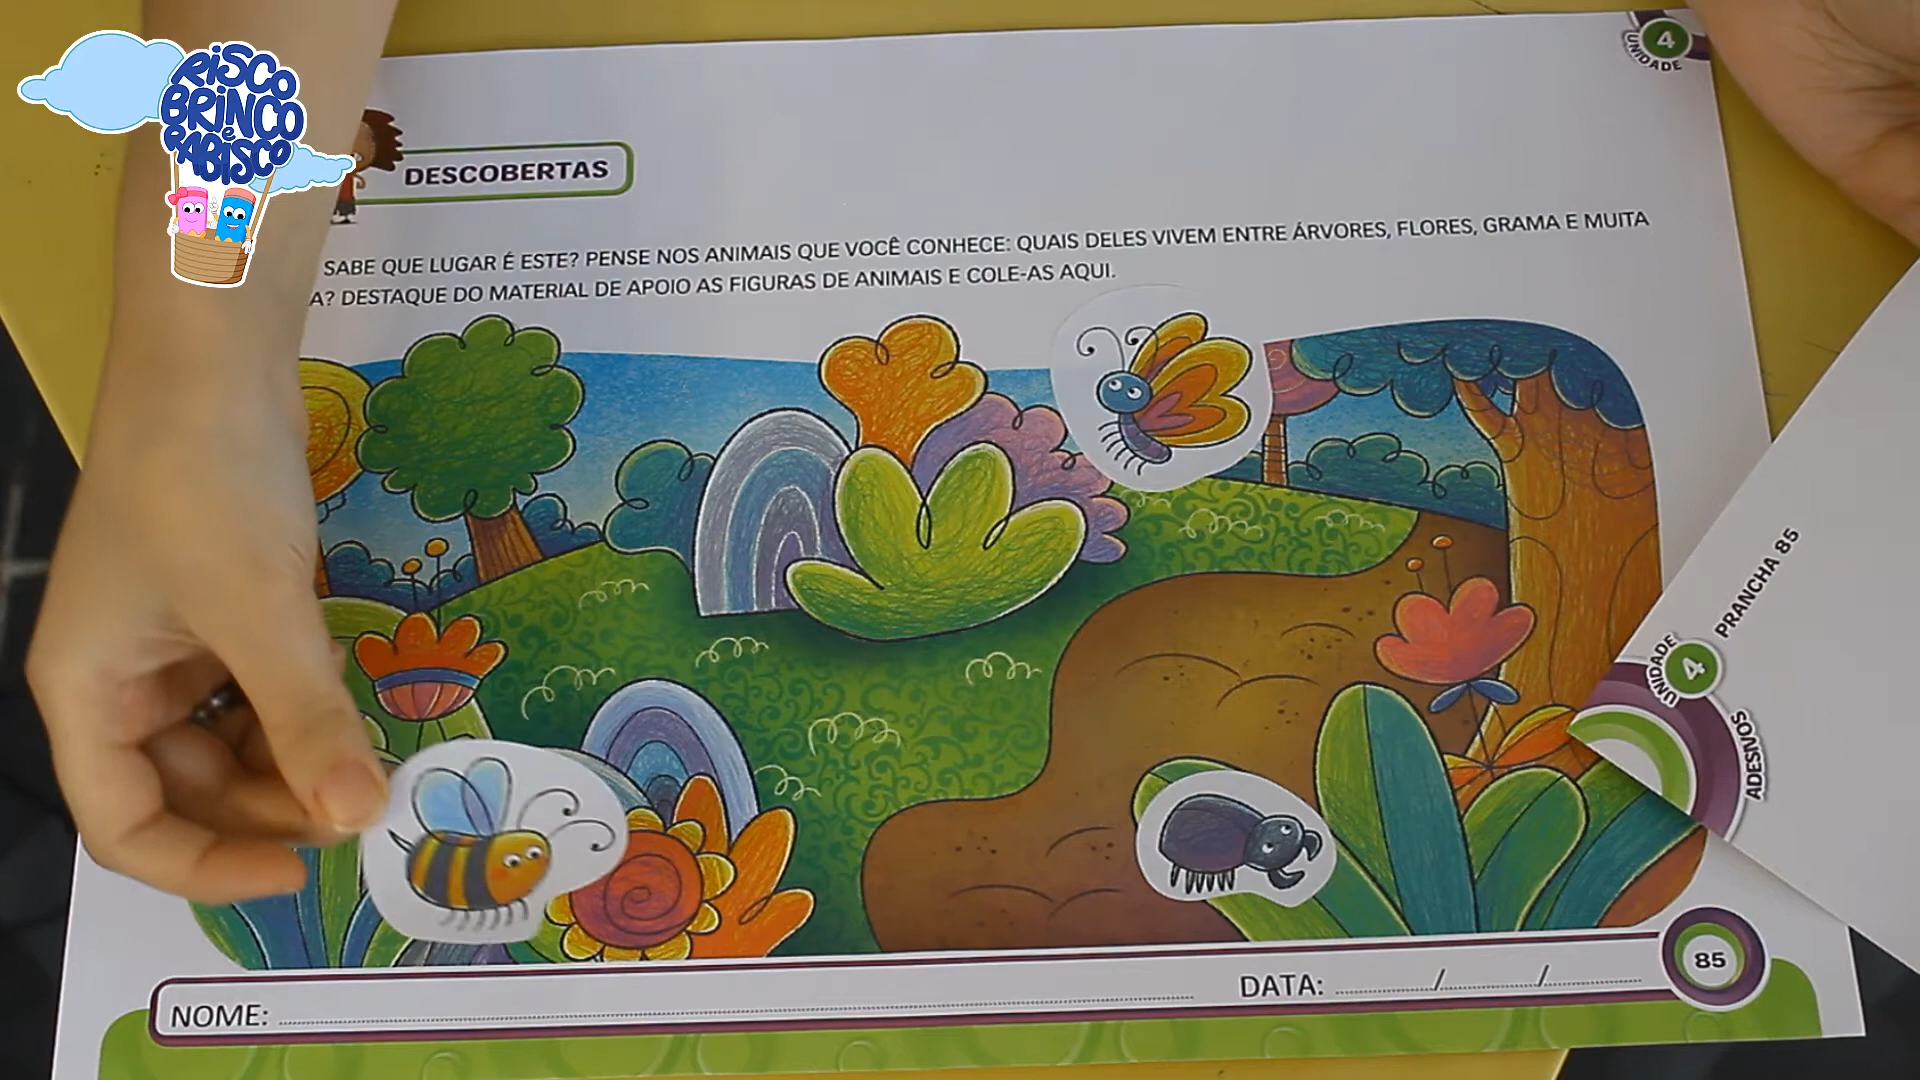 RISCO
BRINCO
e
RABISCO
UNIDADE 4
DESCOBERTAS
SABE QUE LUGAR É ESTE? PENSE NOS ANIMAIS QUE VOCÊ CONHECE: QUAIS DELES VIVEM ENTRE ÁRVORES, FLORES, GRAMA E MUITA
A? DESTAQUE DO MATERIAL DE APOIO AS FIGURAS DE ANIMAIS E COLE-AS AQUI.
PRANCHA 85
UNIDADE 4
ADESIVOS
NOME:
DATA: / /
85